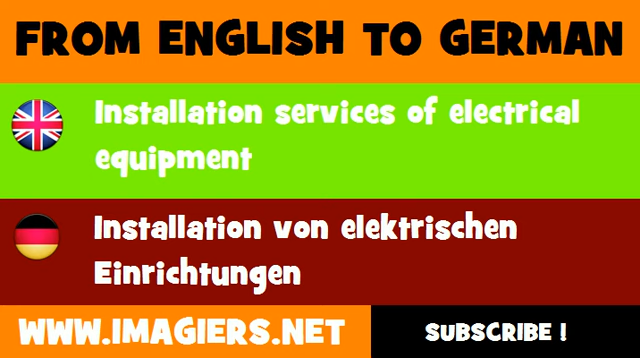 FROM ENGLISH TO GERMAN
Installation services of electrical
equipment
Installation von elektrischen
Einrichtungen
WWW.IMAGIERS.NET
SUBSCRIBE !